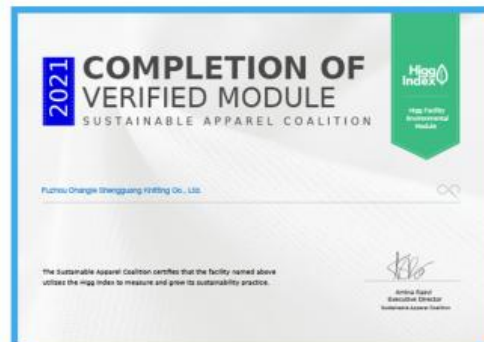 2021
COMPLETION OF
VERIFIED MODULE
SUSTAINABLE APPAREL COALITION
Higg
Index
Higg Facility
Environmental
Module
Fuzhou Changle Shengguang Knitting Co., Ltd.
The Sustainable Apparel Coalition certifies that the facility named above
utilizes the Higg Index to measure and grow its sustainability practice.
Amina Razvi
Executive Director
Sustainable Apparel Coalition